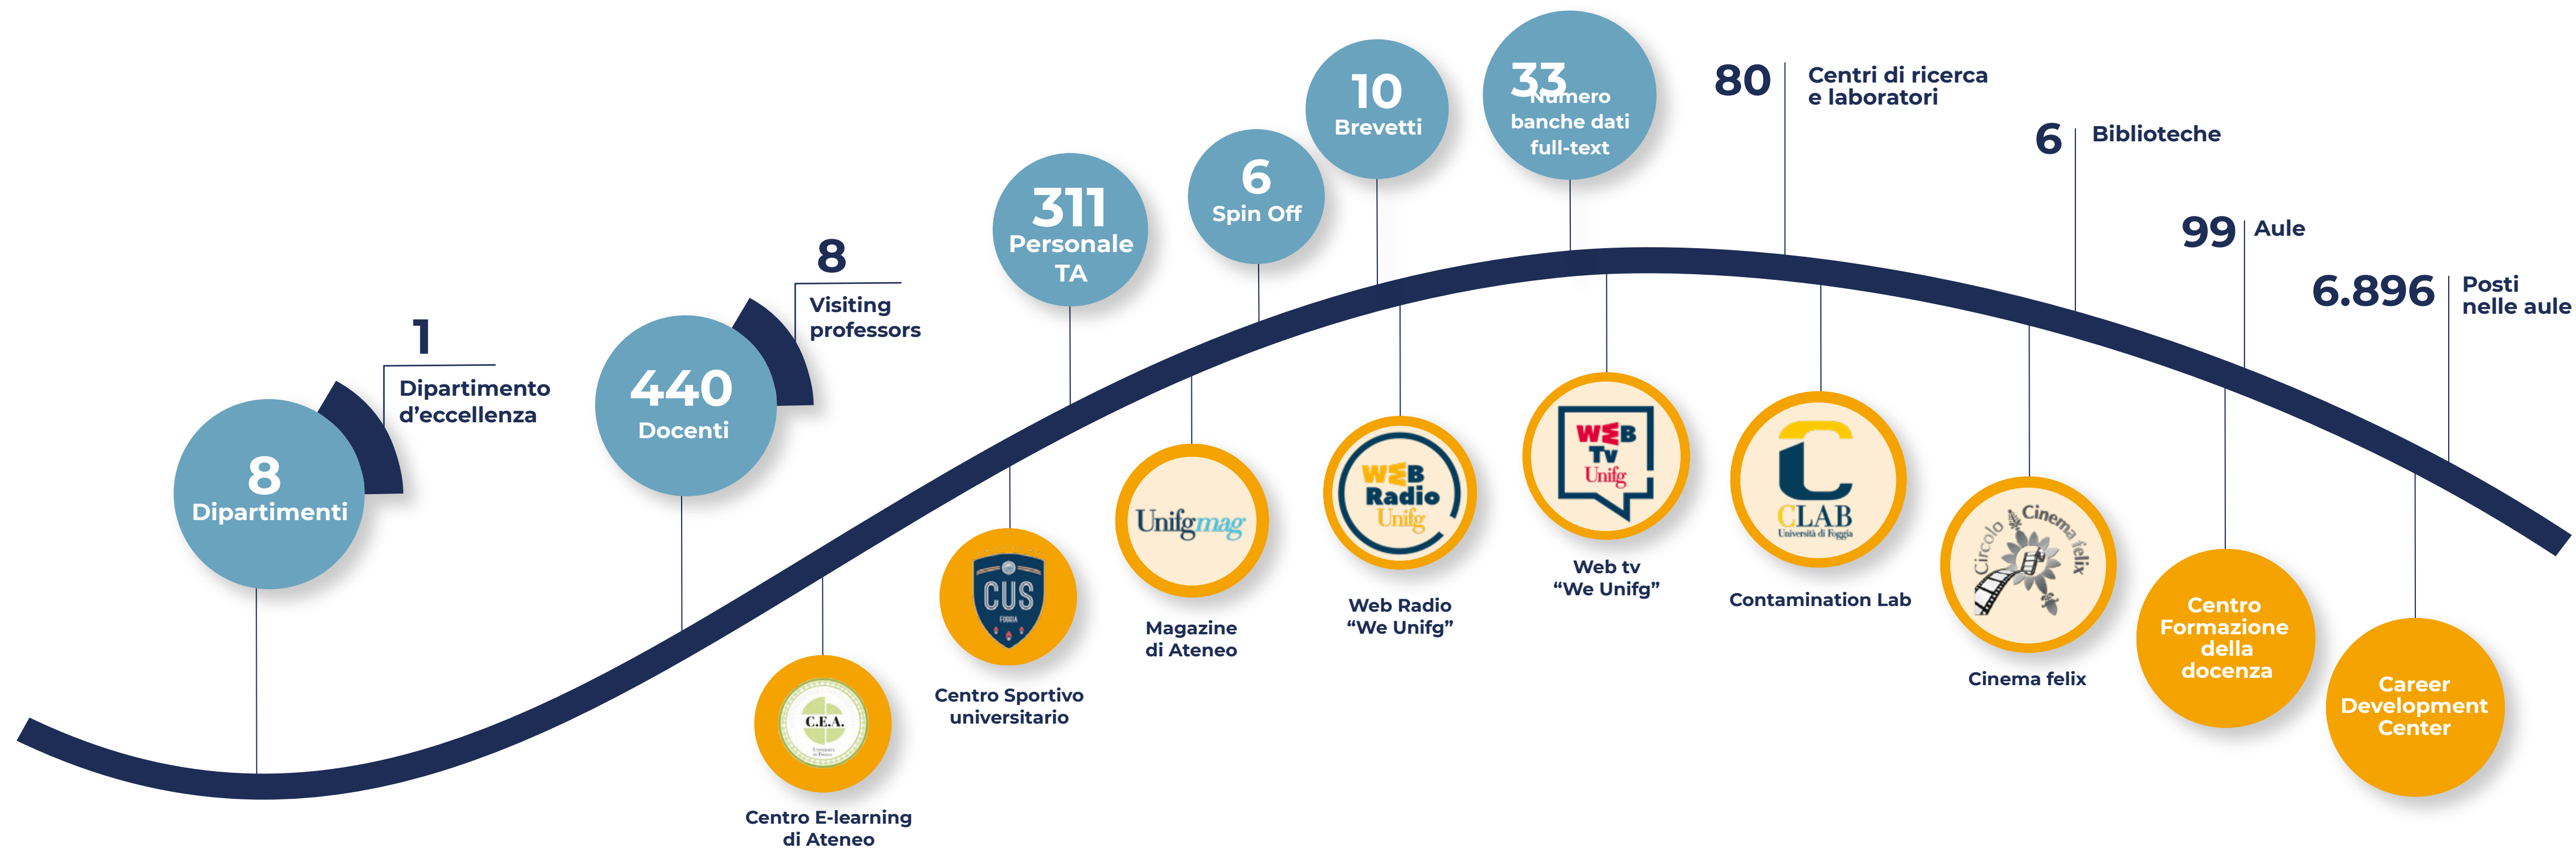 8
Dipartimenti
1
Dipartimento
d’eccellenza
440
Docenti
8
Visiting
professors
311
Personale
TA
6
Spin Off
10
Brevetti
33
Numero
banche dati
full-text
80
Centri di ricerca
e laboratori
6
Biblioteche
99
Aule
6.896
Posti
nelle aule
C.E.A.
Università
di Foggia
Centro E-learning
di Ateneo
CUS
FOGGIA
Centro Sportivo
universitario
Unifgmag
Magazine
di Ateneo
WEB
Radio
Unifg
Web Radio
“We Unifg”
WEB
Tv
Unifg
Web tv
“We Unifg”
CLAB
Università di Foggia
Contamination Lab
Circolo Cinema felix
Cinema felix
Centro
Formazione
della
docenza
Career
Development
Center